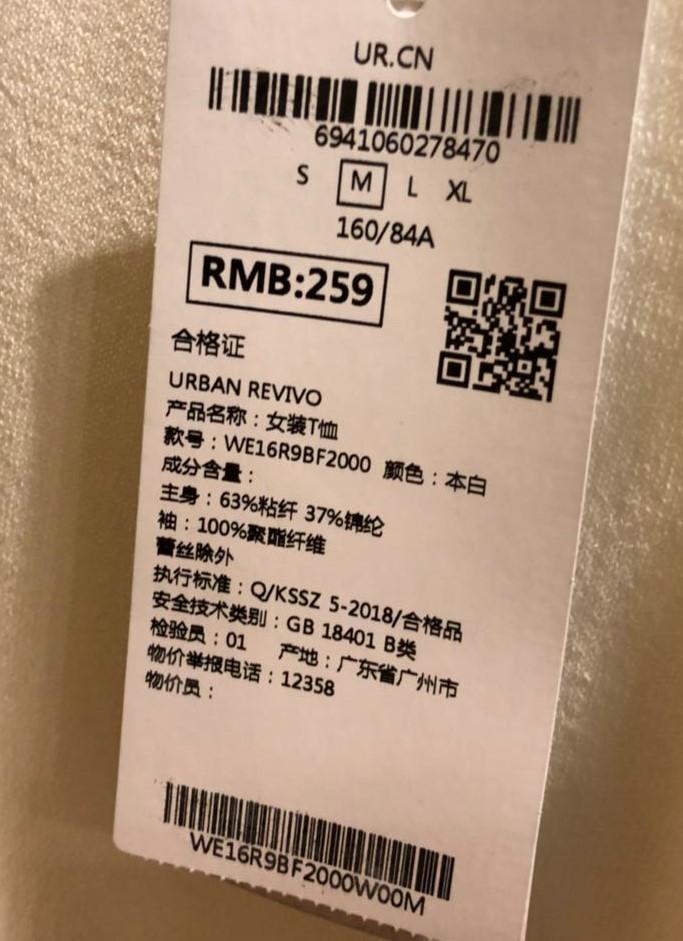 UR.CN
6941060278470
S M L XL
160/84A
RMB:259
合格证
URBAN REVIVO
产品名称：女装T恤
款号：WE16R9BF2000 颜色：本白
成分含量：
主身：63%粘纤 37%锦纶
袖：100%聚酯纤维
蕾丝除外
执行标准：Q/KSSZ 5-2018/合格品
安全技术类别：GB 18401 B类
检验员：01 产地：广东省广州市
物价举报电话：12358
物价员：
WE16R9BF2000W00M